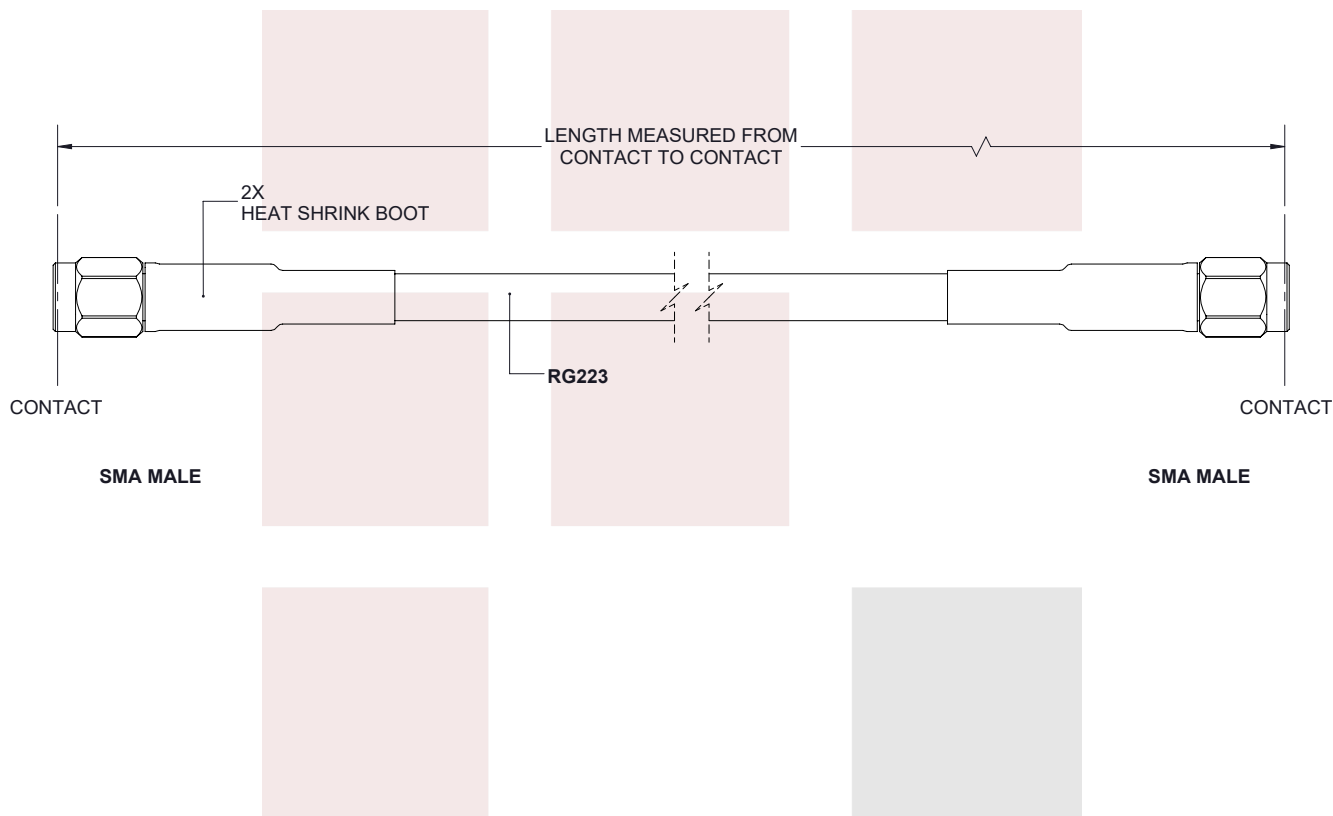 LENGTH MEASURED FROM
CONTACT TO CONTACT
2X
HEAT SHRINK BOOT
RG223
CONTACT
CONTACT
SMA MALE
SMA MALE